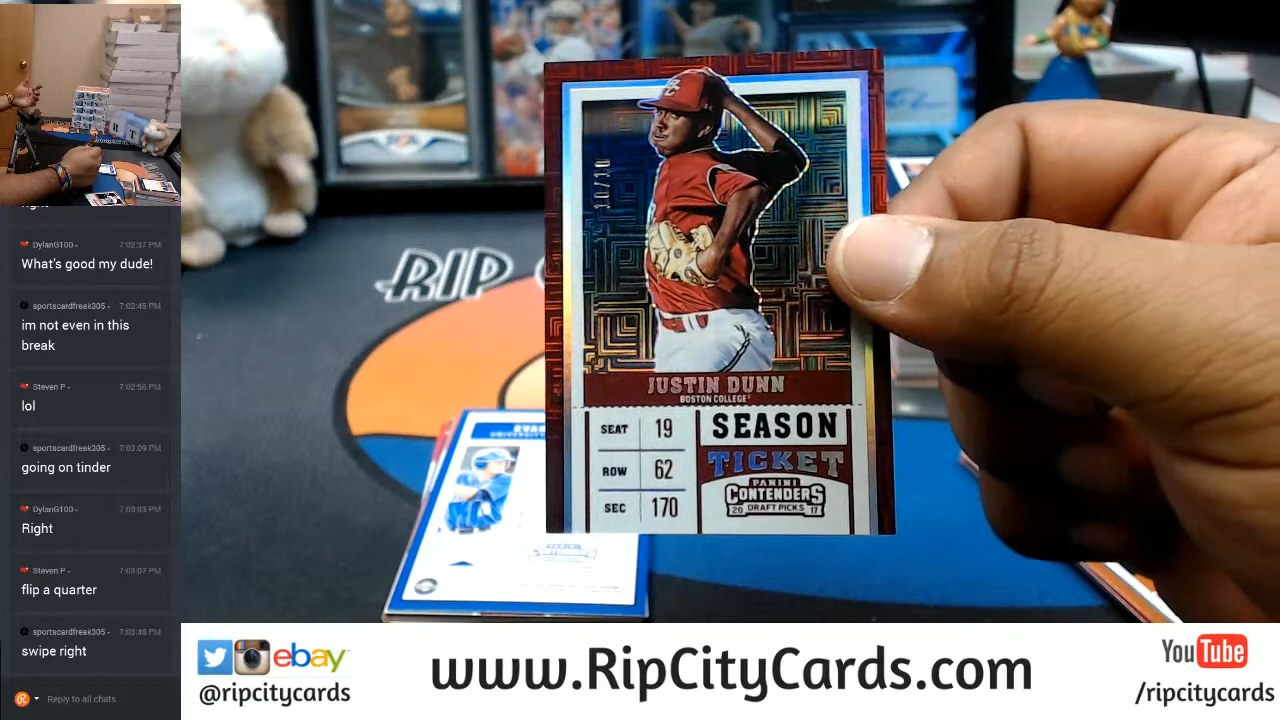 right
DylanG100
7:02:37 PM
What's good my dude!
sportscardfreak305
7:02:45 PM
im not even in this
break
Steven P
7:02:56 PM
lol
sportscardfreak305
7:03:09 PM
going on tinder
DylanG100
7:03:03 PM
Right
Steven P
7:03:07 PM
flip a quarter
sportscardfreak305
7:03:48 PM
swipe right
Reply to all chats
RIP
10/10
JUSTIN DUNN
BOSTON COLLEGE
SEAT 19
ROW 62
SEC 170
SEASON
TICKET
PANINI
CONTENDERS
20 DRAFT PICKS 17
ebay
@ripcitycards
www.RipCityCards.com
YouTube
/ripcitycards